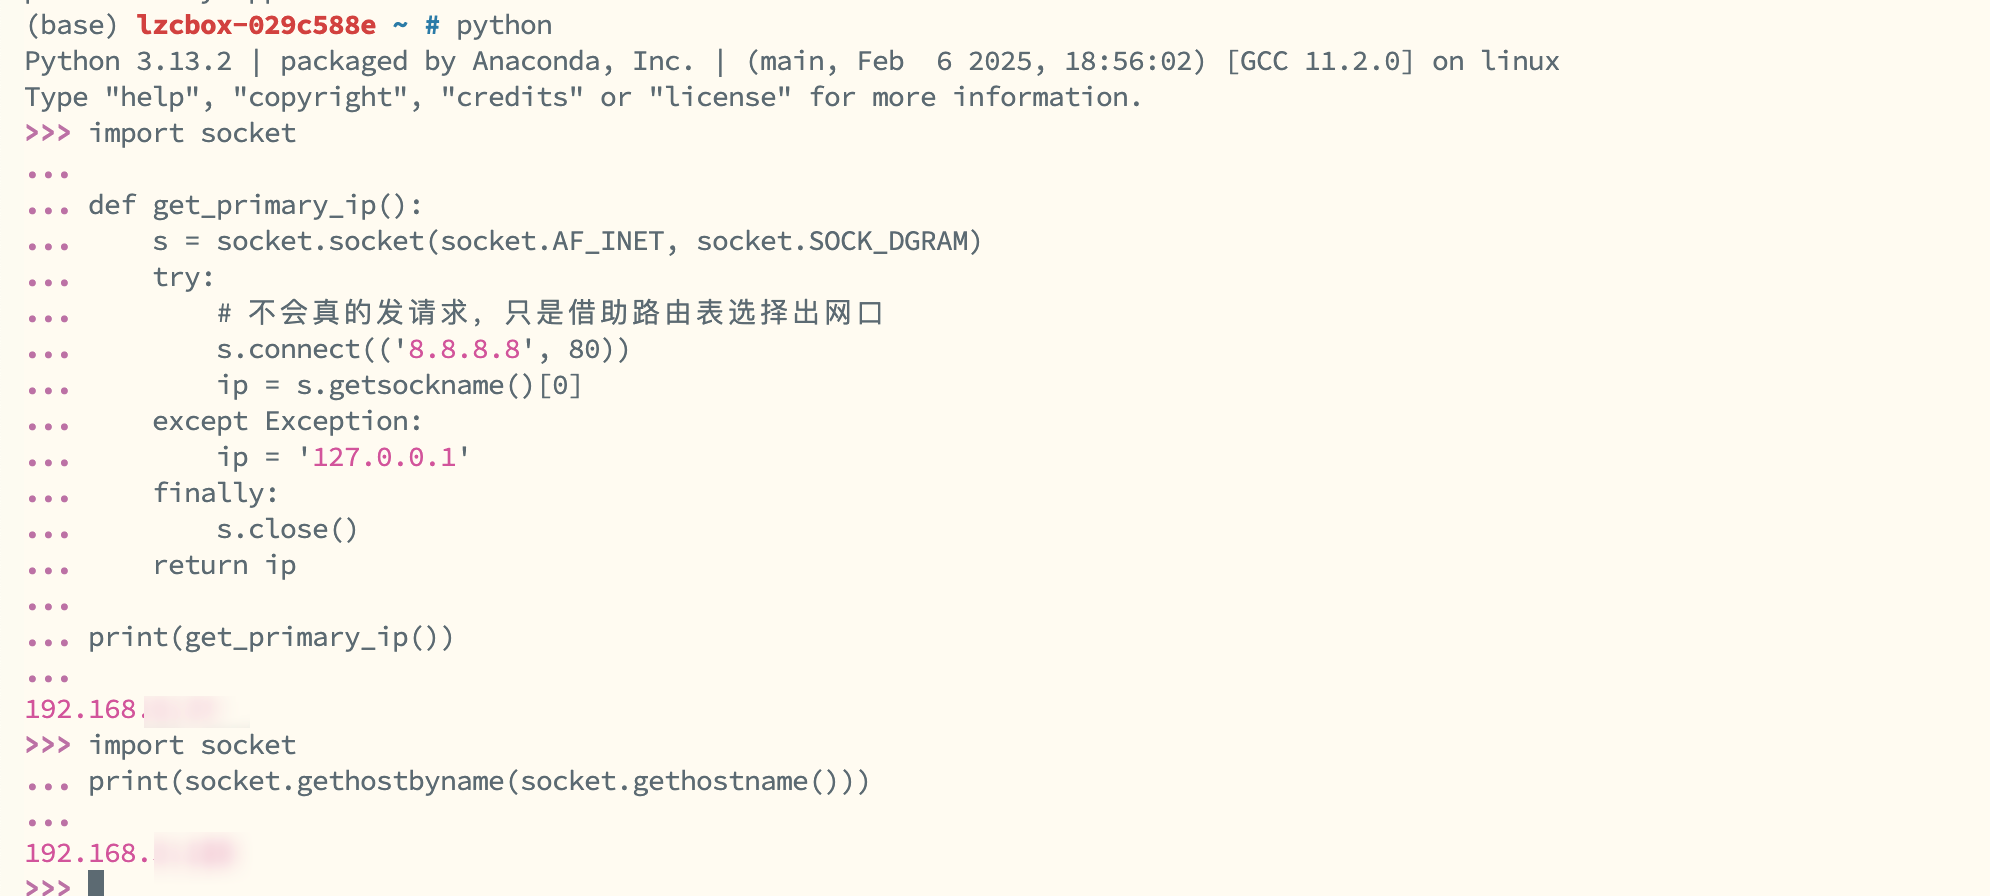 (base) lzcbox-029c588e ~ # python
Python 3.13.2 | packaged by Anaconda, Inc. | (main, Feb  6 2025, 18:56:02) [GCC 11.2.0] on linux
Type "help", "copyright", "credits" or "license" for more information.
>>> import socket
...
... def get_primary_ip():
...     s = socket.socket(socket.AF_INET, socket.SOCK_DGRAM)
...     try:
...         # 不会真的发请求, 只是借助路由表选择出网口
...         s.connect(('8.8.8.8', 80))
...         ip = s.getsockname()[0]
...     except Exception:
...         ip = '127.0.0.1'
...     finally:
...         s.close()
...     return ip
...
... print(get_primary_ip())
...
192.168.
>>> import socket
... print(socket.gethostbyname(socket.gethostname()))
...
192.168.
>>>